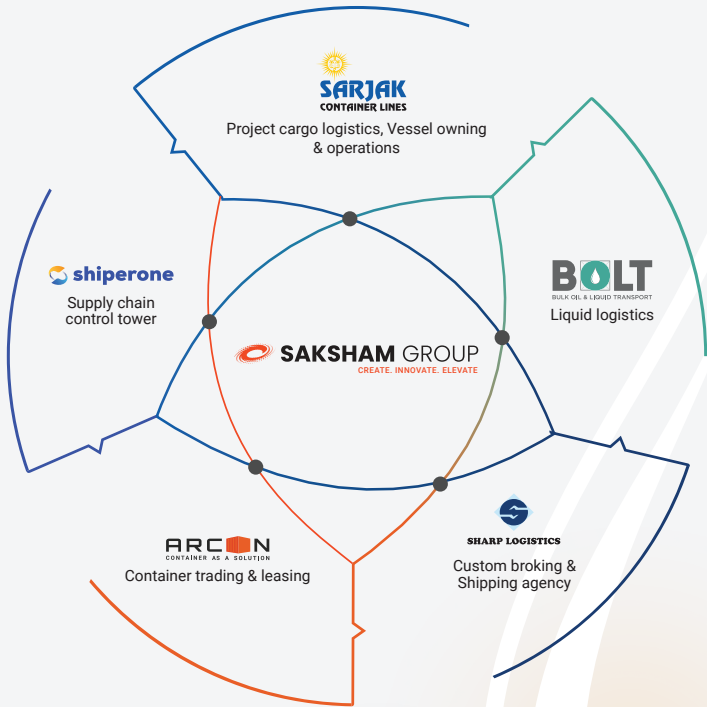 SARJAK
CONTAINER LINES
Project cargo logistics, Vessel owning
& operations
shiperone
Supply chain
control tower
BOLT
BULK OIL & LIQUID TRANSPORT
Liquid logistics
SAKSHAM GROUP
CREATE. INNOVATE. ELEVATE
ARCON
CONTAINER AS A SOLUTION
Container trading & leasing
SHARP LOGISTICS
Custom broking &
Shipping agency